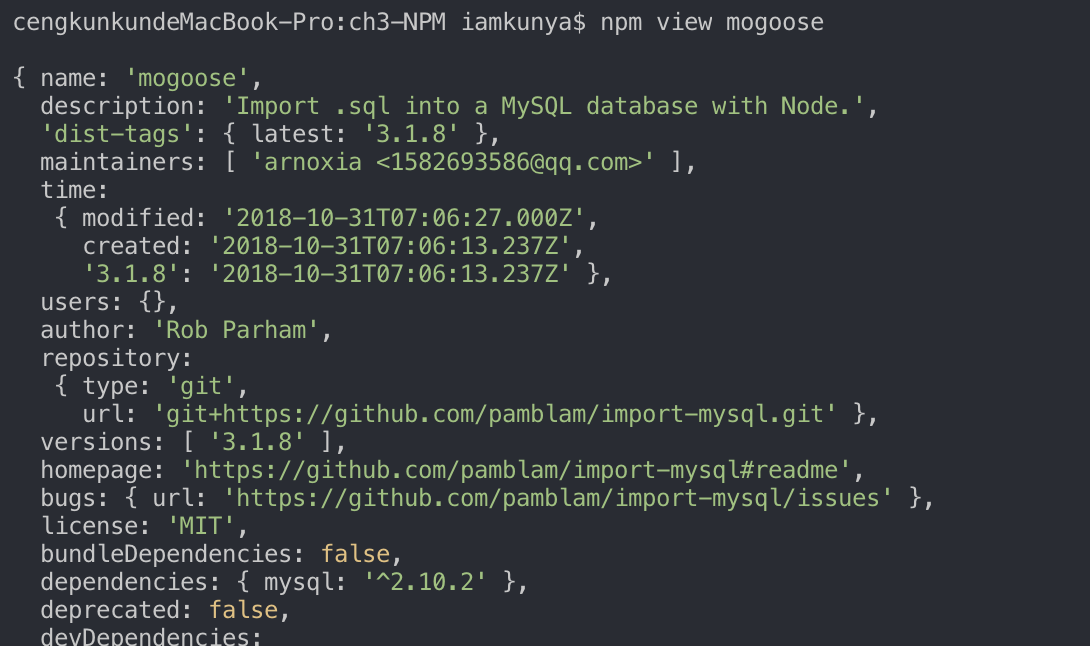 cengkunkundeMacBook-Pro:ch3-NPM iamkunya$ npm view mogoose
{ name: 'mogoose',
description: 'Import .sql into a MySQL database with Node.',
'dist-tags': { latest: '3.1.8' },
maintainers: [ 'arnoxia <1582693586@qq.com>' ],
time:
{ modified: '2018-10-31T07:06:27.000Z',
created: '2018-10-31T07:06:13.237Z',
'3.1.8': '2018-10-31T07:06:13.237Z' },
users: {},
author: 'Rob Parham',
repository:
{ type: 'git',
url: 'git+https://github.com/pamblam/import-mysql.git' },
versions: [ '3.1.8' ],
homepage: 'https://github.com/pamblam/import-mysql#readme',
bugs: { url: 'https://github.com/pamblam/import-mysql/issues' },
license: 'MIT',
bundleDependencies: false,
dependencies: { mysql: '^2.10.2' },
deprecated: false,
devDependencies: